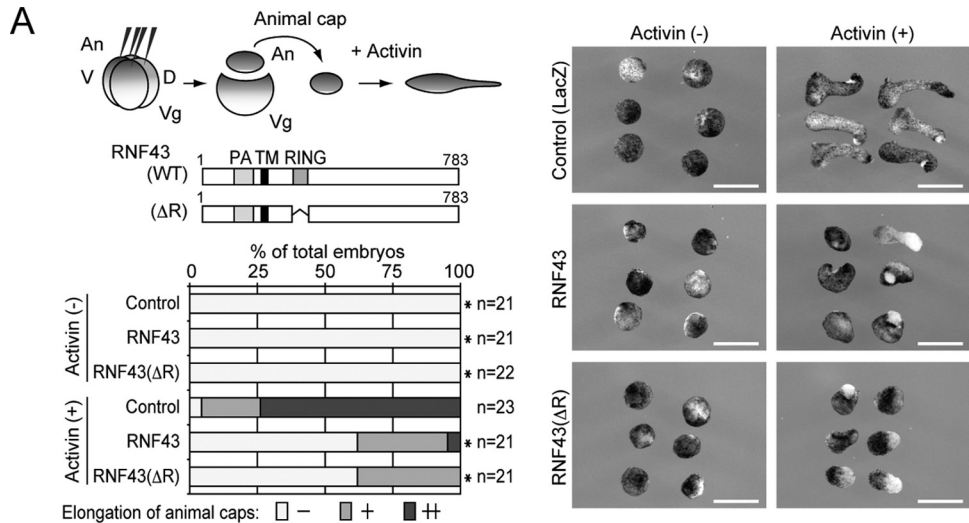 A
Animal cap
An
An
+ Activin
V
D
Vg
Vg
RNF43
(WT)
1
PA TM RING
783
(ΔR)
1
783
% of total embryos
0 25 50 75 100
Activin (-)
Control
* n=21
RNF43
* n=21
RNF43(ΔR)
* n=22
Activin (+)
Control
n=23
RNF43
* n=21
RNF43(ΔR)
* n=21
Elongation of animal caps: − + ++
Activin (-)
Activin (+)
Control (LacZ)
RNF43
RNF43(ΔR)